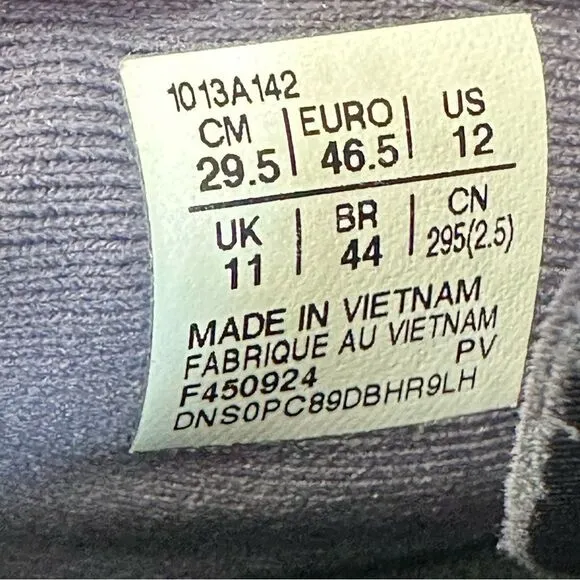 1013A142
CM | EURO | US
29.5 | 46.5 | 12
UK | BR | CN
11 | 44 | 295(2.5)
MADE IN VIETNAM
FABRIQUE AU VIETNAM
F450924 PV
DNS0PC89DBHR9LH